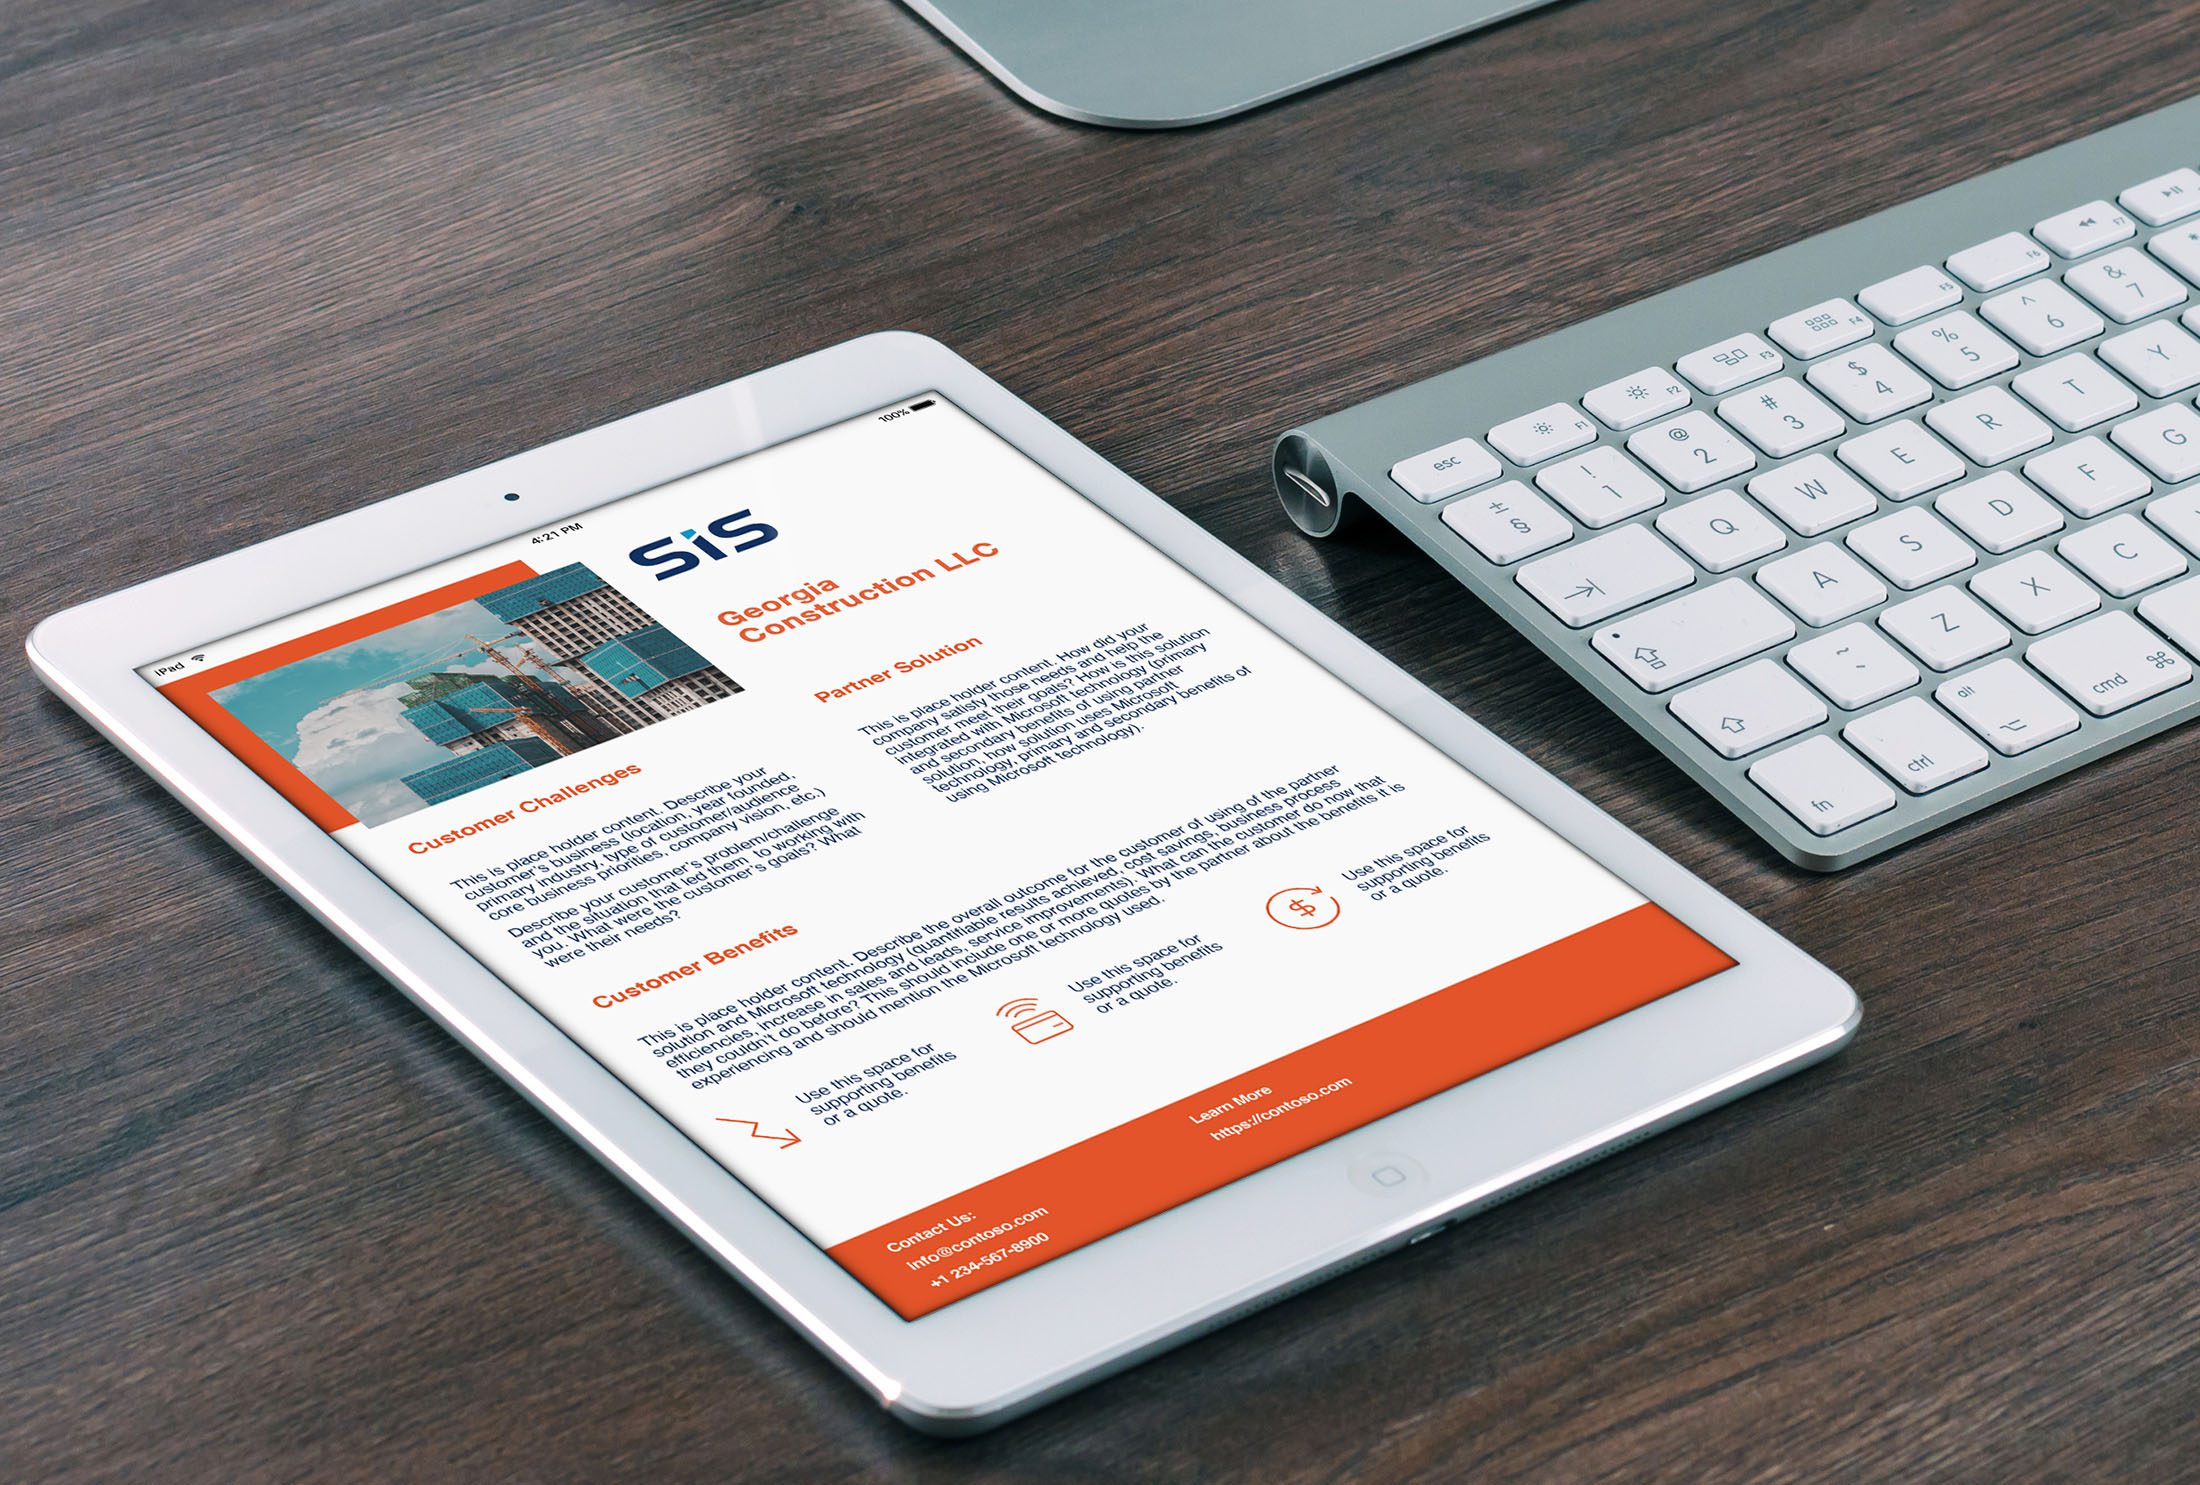 iPad
4:21 PM
100%
SiS
Georgia
Construction LLC
Customer Challenges
This is place holder content. Describe your
customer's business (location, year founded,
primary industry, type of customer/audience,
core business priorities, company vision, etc.)
Describe your customer's problem/challenge
and the situation that led them to working with
you. What were the customer's goals? What
were their needs?
Partner Solution
This is place holder content. How did your
company satisfy those needs and help the
customer meet their goals? How is this solution
integrated with Microsoft technology (primary
and secondary benefits of using partner
solution, how solution uses Microsoft
technology, primary and secondary benefits of
using Microsoft technology).
Customer Benefits
This is place holder content. Describe the overall outcome for the customer of using of the partner
solution and Microsoft technology (quantifiable results achieved, cost savings, business process
efficiencies, increase in sales and leads, service improvements). What can the customer do now that
they couldn't do before? This should include one or more quotes by the partner about the benefits it is
experiencing and should mention the Microsoft technology used.
Use this space for
supporting benefits
or a quote.
Use this space for
supporting benefits
or a quote.
$
Use this space for
supporting benefits
or a quote.
Contact Us:
info@contoso.com
+1 234-567-8900
Learn More
https://contoso.com
esc F1 F2 F3 F4 F5 F6 F7
± § ! 1 @ 2 # 3 $ 4 % 5 ^ 6 & 7 *
Q W E R T Y
A S D F G
~ ` Z X C
fn ctrl alt cmd